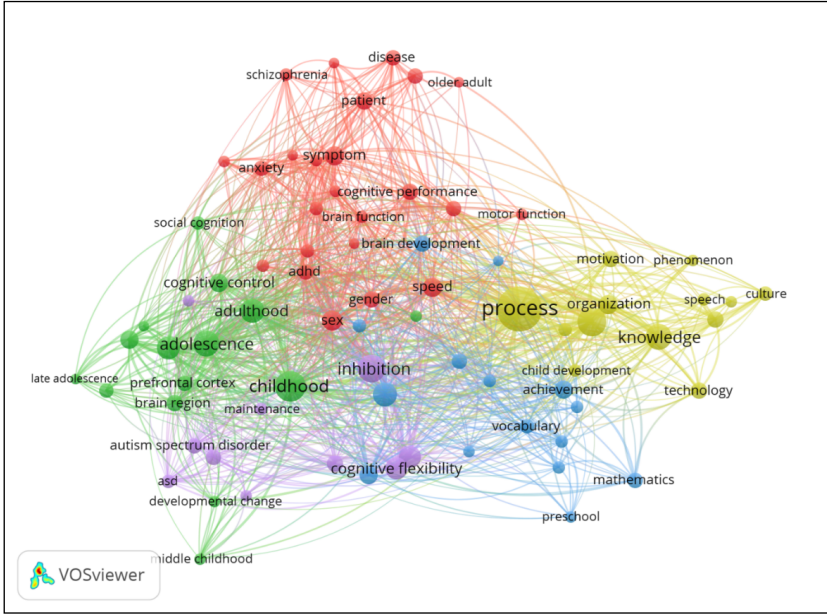 disease
schizophrenia
older adult
patient
symptom
anxiety
cognitive performance
brain function
motor function
social cognition
brain development
motivation
phenomenon
adhd
cognitive control
speed
culture
gender
speech
process
organization
adulthood
sex
knowledge
adolescence
inhibition
child development
late adolescence
prefrontal cortex
childhood
achievement
technology
brain region
maintenance
vocabulary
autism spectrum disorder
cognitive flexibility
asd
mathematics
developmental change
preschool
middle childhood
VOSviewer